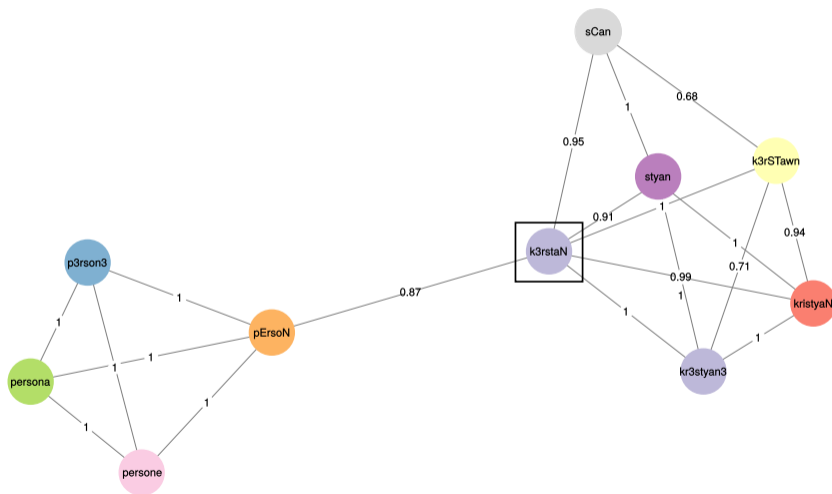 sCan
0.68
1
0.95
k3rSTawn
styan
1
0.91
0.94
1
k3rstaN
p3rson3
0.71
0.99
0.87
1
1
krIstyaN
1
1
1
pErsoN
1
1
1
kr3styan3
persona
1
1
persone